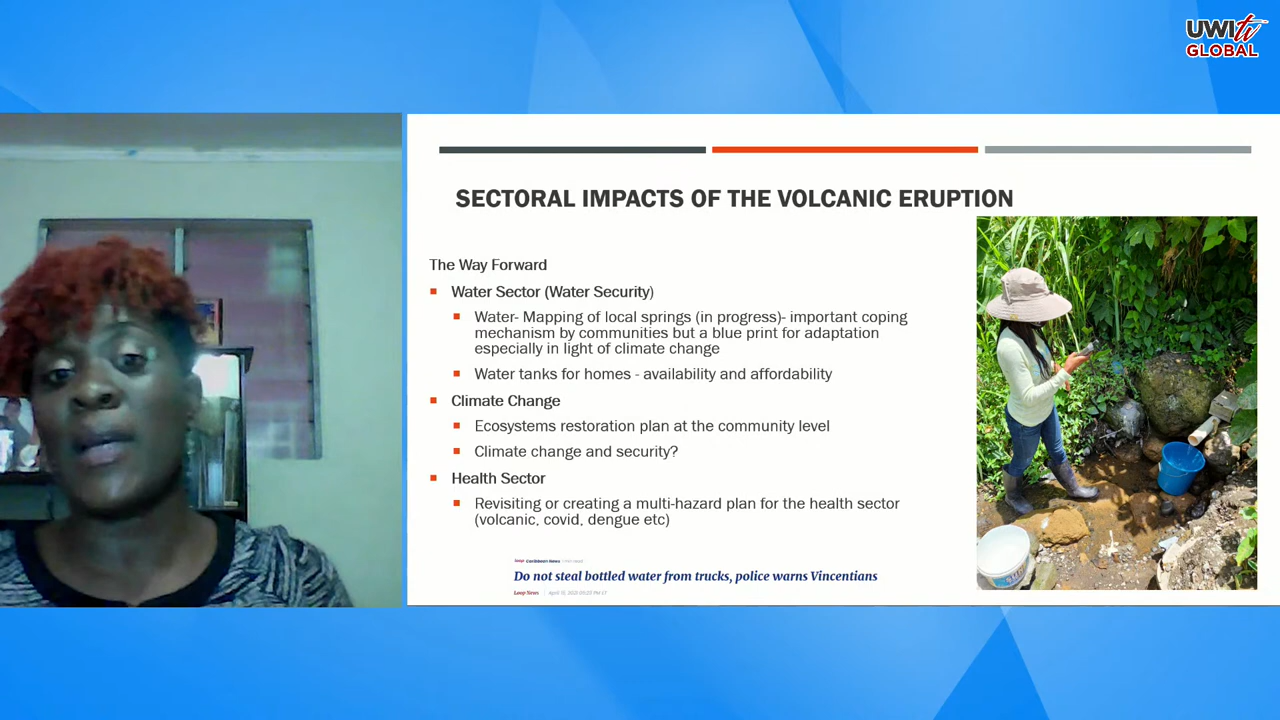 UWItv
GLOBAL
SECTORAL IMPACTS OF THE VOLCANIC ERUPTION
The Way Forward
Water Sector (Water Security)
Water- Mapping of local springs (in progress)- important coping
mechanism by communities but a blue print for adaptation
especially in light of climate change
Water tanks for homes - availability and affordability
Climate Change
Ecosystems restoration plan at the community level
Climate change and security?
Health Sector
Revisiting or creating a multi-hazard plan for the health sector
(volcanic, covid, dengue etc)
Caribbean News
Do not steal bottled water from trucks, police warns Vincentians
Loop News